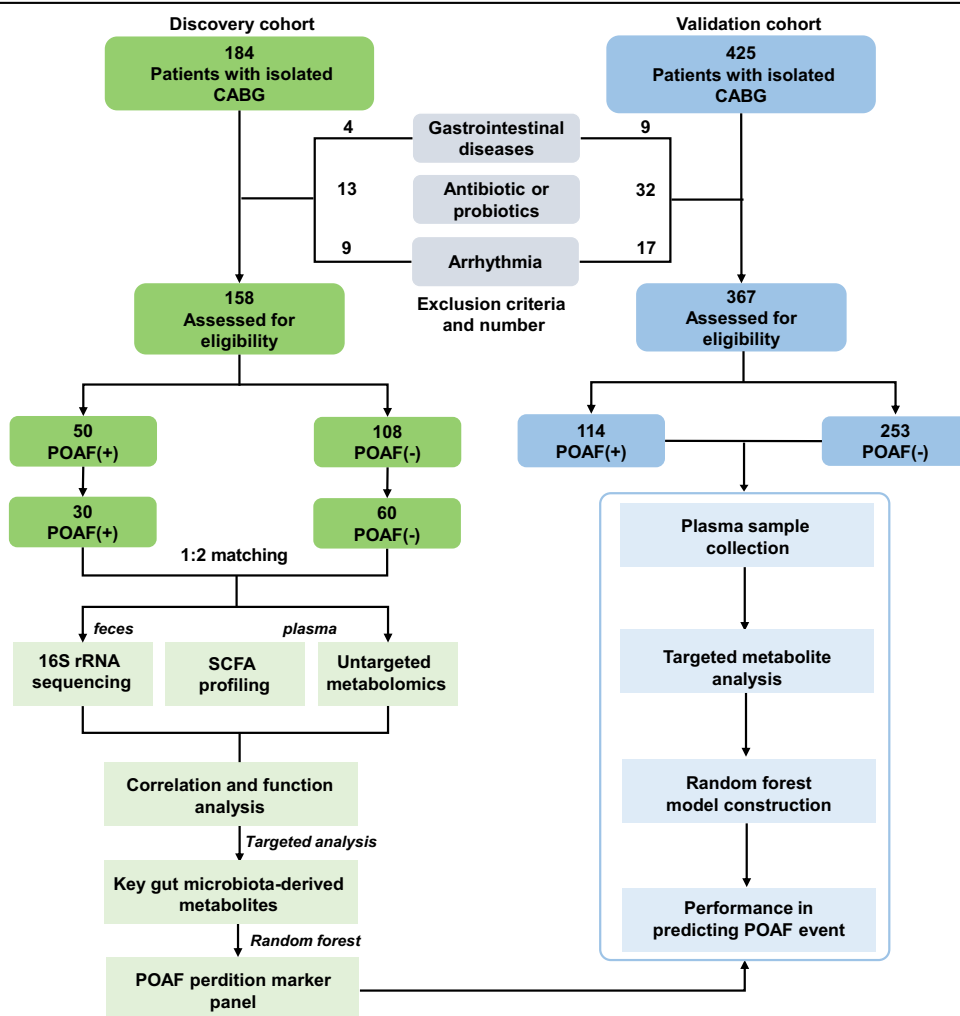 Discovery cohort
Validation cohort
184
Patients with isolated
CABG
425
Patients with isolated
CABG
4
Gastrointestinal
diseases
9
13
Antibiotic or
probiotics
32
9
Arrhythmia
17
Exclusion criteria
and number
158
Assessed for
eligibility
367
Assessed for
eligibility
50
POAF(+)
108
POAF(-)
114
POAF(+)
253
POAF(-)
30
POAF(+)
60
POAF(-)
1:2 matching
feces
plasma
16S rRNA
sequencing
SCFA
profiling
Untargeted
metabolomics
Correlation and function
analysis
Targeted analysis
Key gut microbiota-derived
metabolites
Random forest
POAF perdition marker
panel
Plasma sample
collection
Targeted metabolite
analysis
Random forest
model construction
Performance in
predicting POAF event